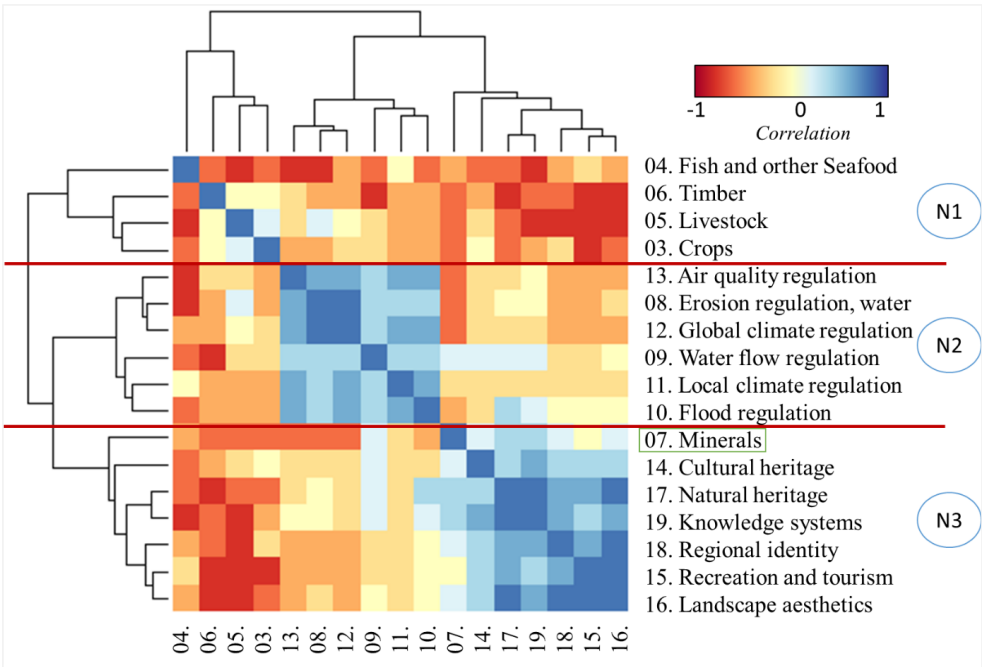 -1
0
1
Correlation
04. Fish and orther Seafood
06. Timber
05. Livestock
03. Crops
N1
13. Air quality regulation
08. Erosion regulation, water
12. Global climate regulation
09. Water flow regulation
11. Local climate regulation
10. Flood regulation
N2
07. Minerals
14. Cultural heritage
17. Natural heritage
19. Knowledge systems
18. Regional identity
15. Recreation and tourism
16. Landscape aesthetics
N3
04. 06. 05. 03. 13. 08. 12. 09. 11. 10. 07. 14. 17. 19. 18. 15. 16.